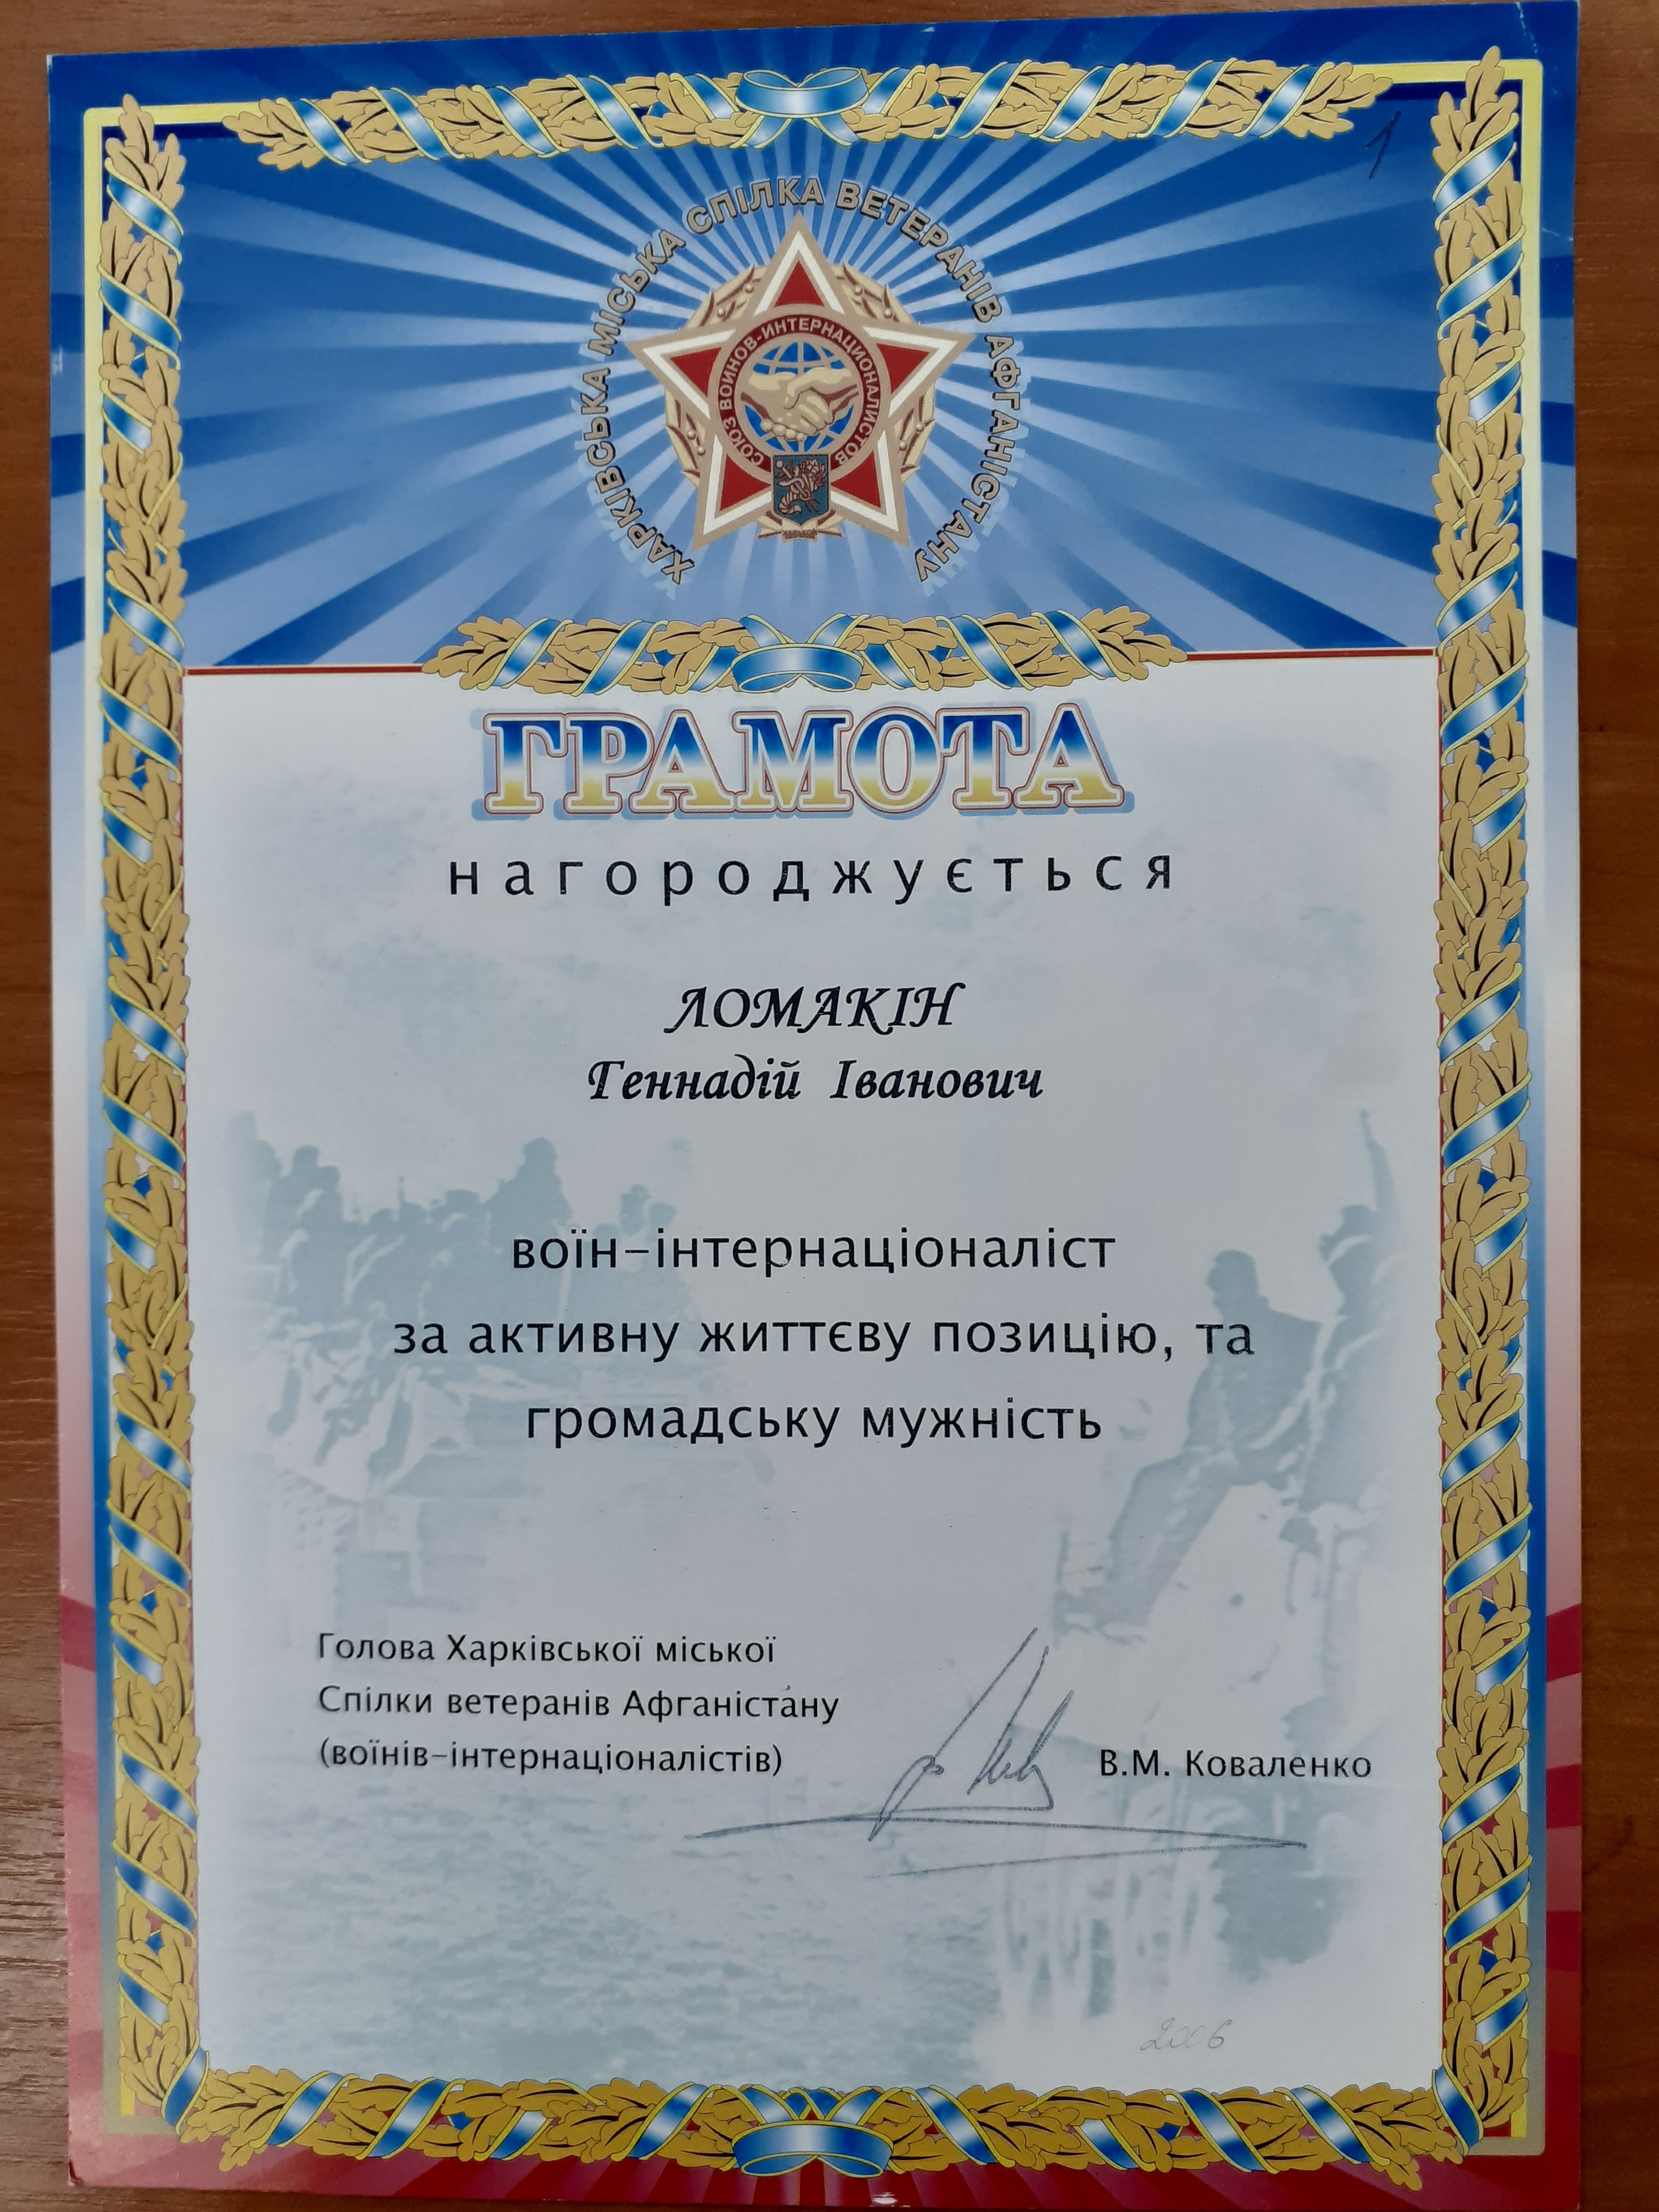 1
ХАРКІВСЬКА МІСЬКА СПІЛКА ВЕТЕРАНІВ АФГАНІСТАНУ
СОЮЗ ВОИНОВ-ИНТЕРНАЦИОНАЛИСТОВ
ХАРЬКОВ
ГРАМОТА
нагороджується
ЛОМАКІН
Геннадій Іванович
воїн-інтернаціоналіст
за активну життєву позицію, та
громадську мужність
Голова Харківської міської
Спілки ветеранів Афганістану
(воїнів-інтернаціоналістів)
В.М. Коваленко
2006